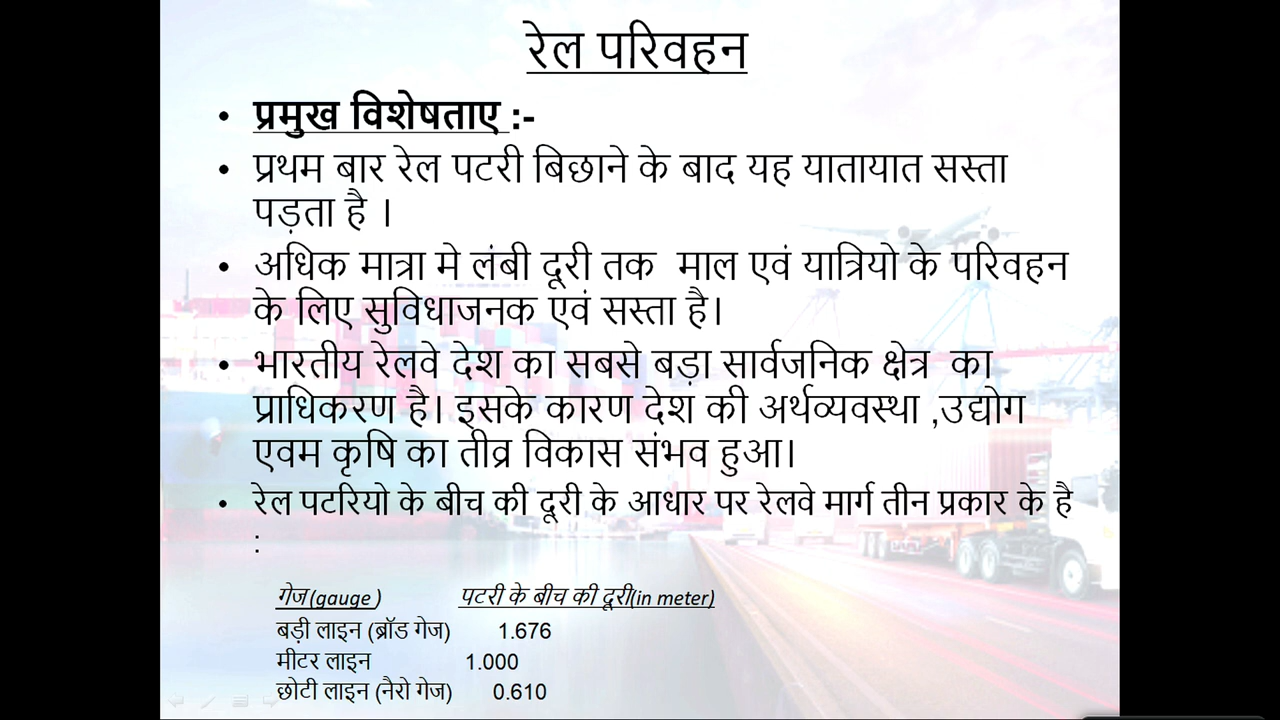 रेल परिवहन
• प्रमुख विशेषताए :-
• प्रथम बार रेल पटरी बिछाने के बाद यह यातायात सस्ता
पड़ता है ।
• अधिक मात्रा मे लंबी दूरी तक माल एवं यात्रियो के परिवहन
के लिए सुविधाजनक एवं सस्ता है।
• भारतीय रेलवे देश का सबसे बड़ा सार्वजनिक क्षेत्र का
प्राधिकरण है। इसके कारण देश की अर्थव्यवस्था ,उद्योग
एवम कृषि का तीव्र विकास संभव हुआ।
• रेल पटरियो के बीच की दूरी के आधार पर रेलवे मार्ग तीन प्रकार के है
:
गेज(gauge ) पटरी के बीच की दूरी(in meter)
बड़ी लाइन (ब्रॉड गेज) 1.676
मीटर लाइन 1.000
छोटी लाइन (नैरो गेज) 0.610